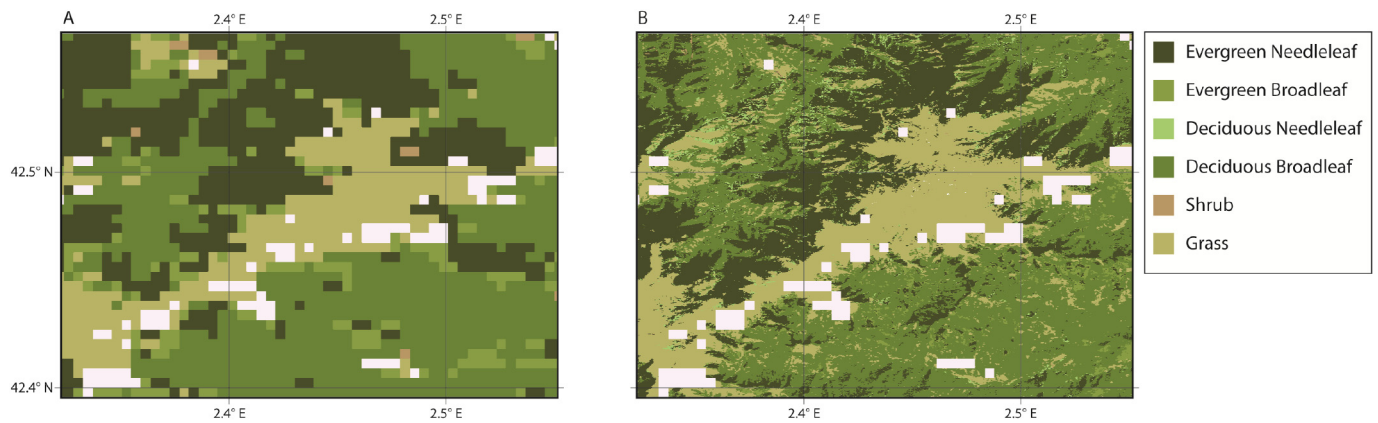 A
2.4° E
2.5° E
42.5° N
42.4° N
2.4° E
2.5° E
B
2.4° E
2.5° E
2.4° E
2.5° E
Evergreen Needleleaf
Evergreen Broadleaf
Deciduous Needleleaf
Deciduous Broadleaf
Shrub
Grass